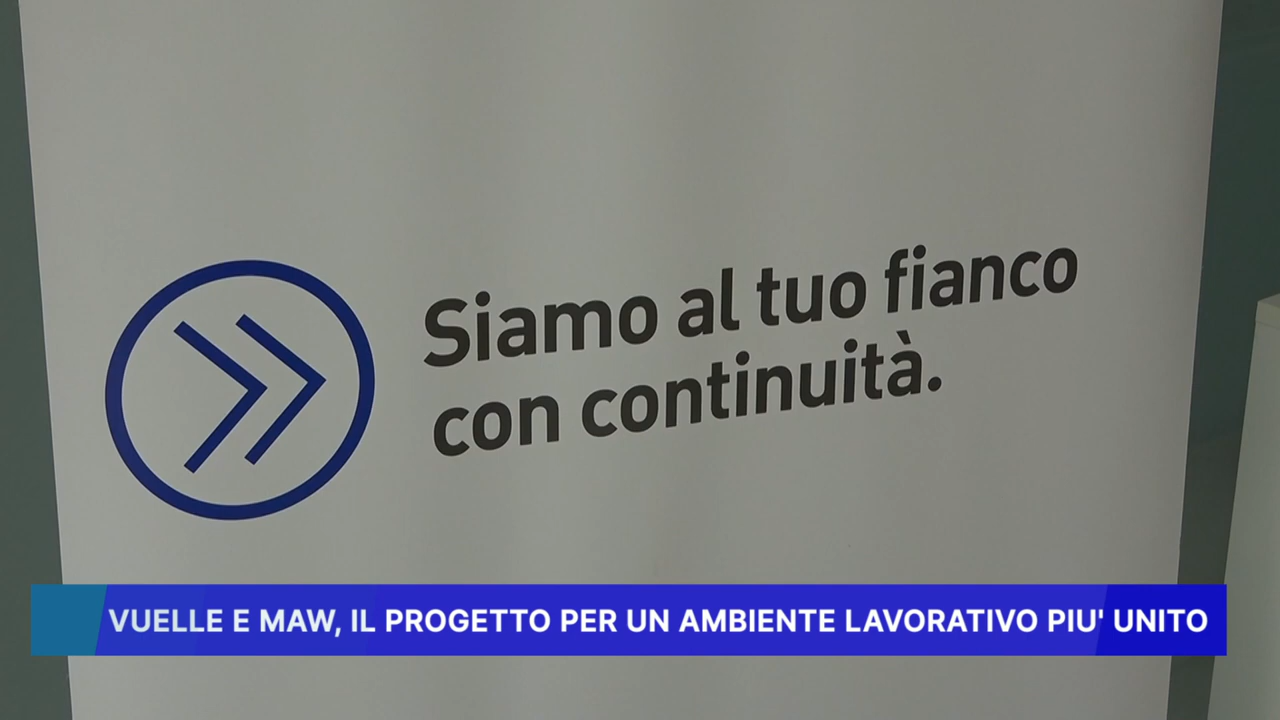 Siamo al tuo fianco
con continuità.
VUELLE E MAW, IL PROGETTO PER UN AMBIENTE LAVORATIVO PIU' UNITO